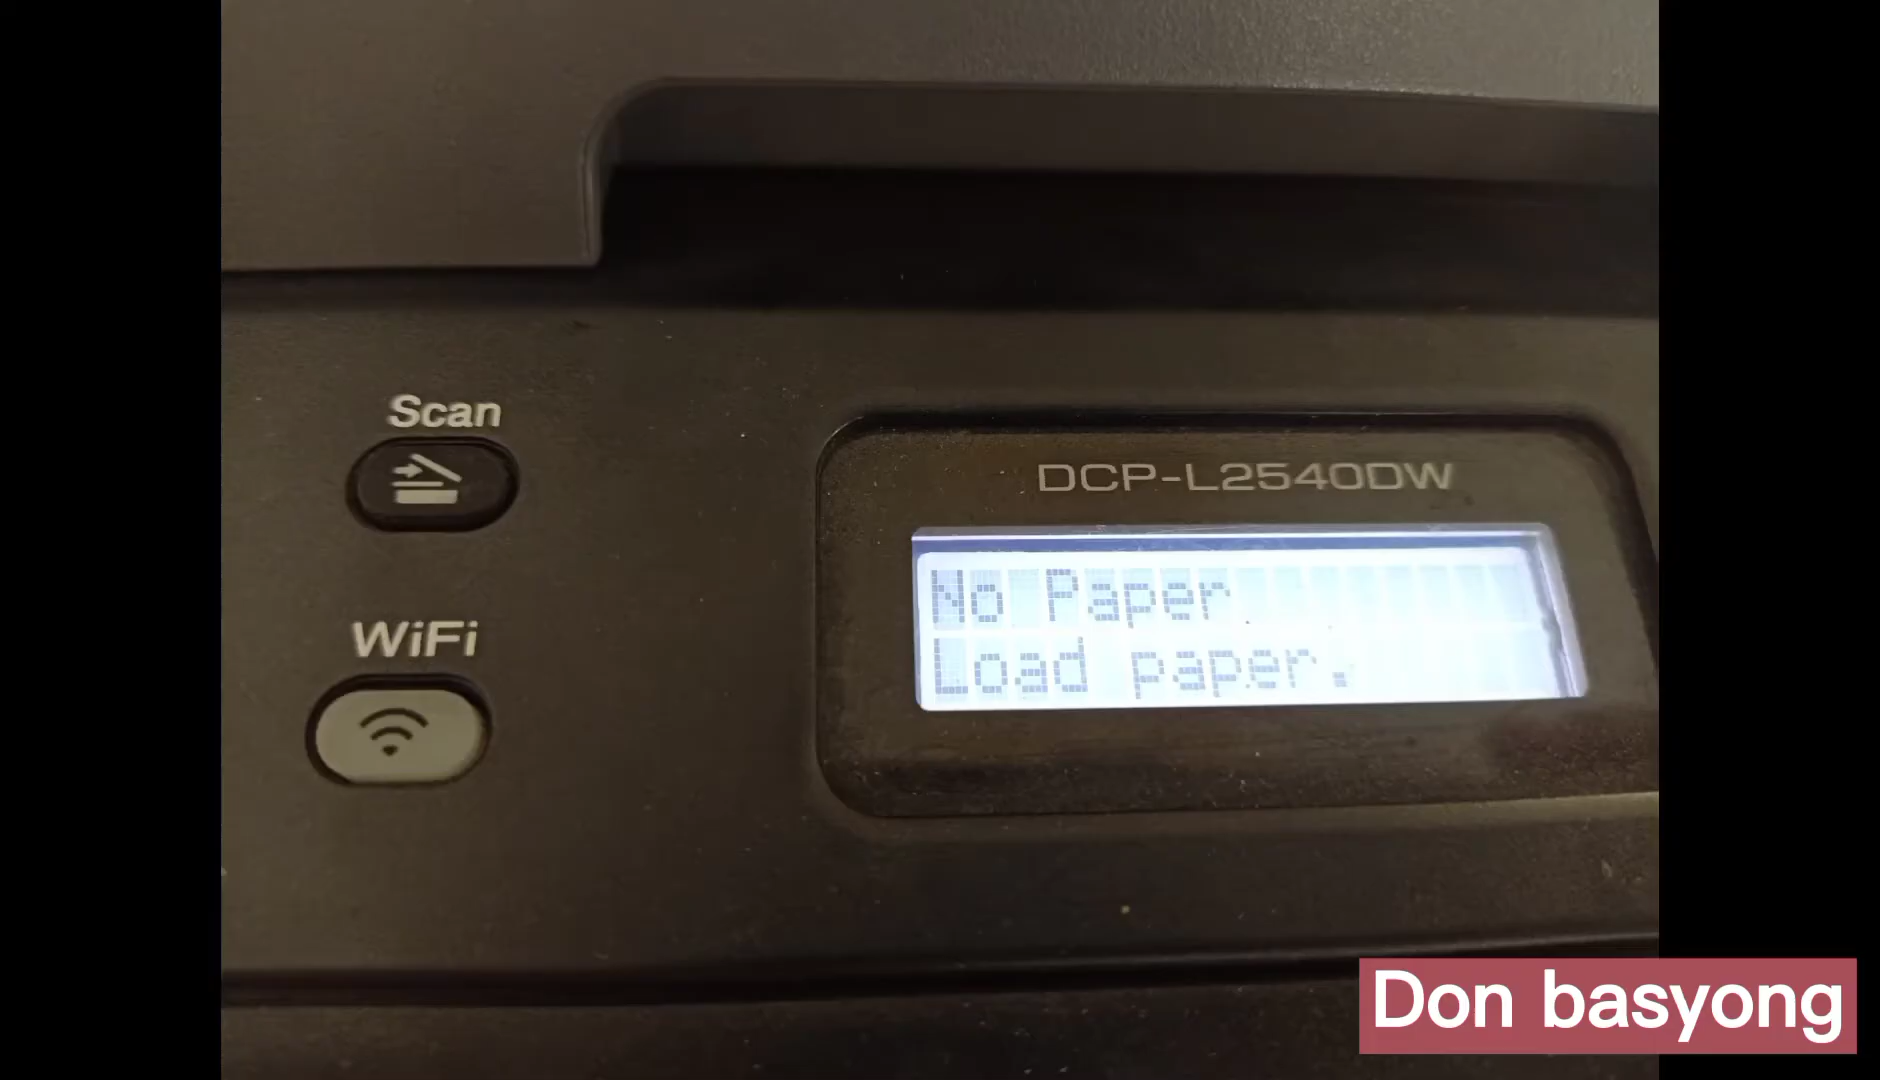 Scan
WiFi
DCP-L2540DW
No Paper
Load paper.
Don basyong